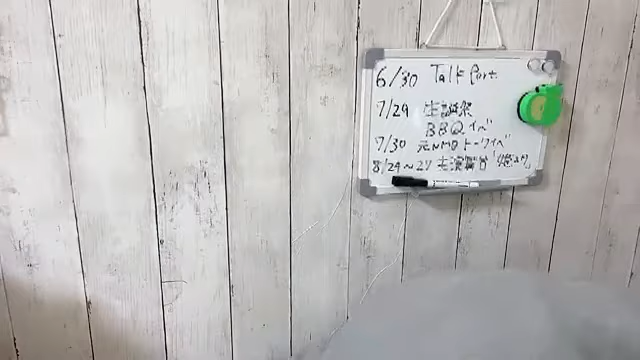 6/30 Talk Port
7/29 生誕祭
BBQイベ
7/30 元NMBトークイベ
8/24～27 主演舞台